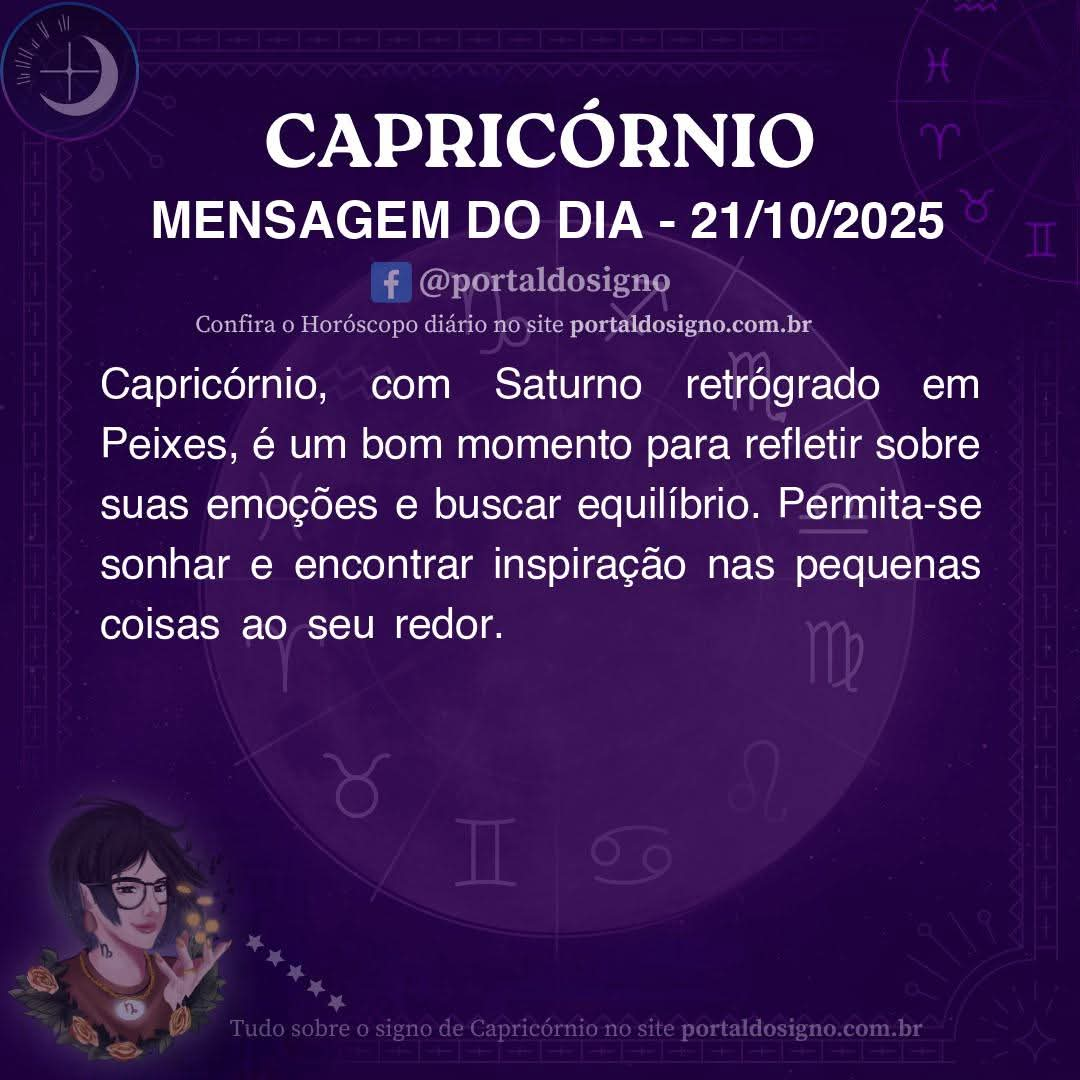 CAPRICÓRNIO
MENSAGEM DO DIA - 21/10/2025
@portaldosigno
Confira o Horóscopo diário no site portaldosigno.com.br
Capricórnio, com Saturno retrógrado em
Peixes, é um bom momento para refletir sobre
suas emoções e buscar equilíbrio. Permita-se
sonhar e encontrar inspiração nas pequenas
coisas ao seu redor.
Tudo sobre o signo de Capricórnio no site portaldosigno.com.br